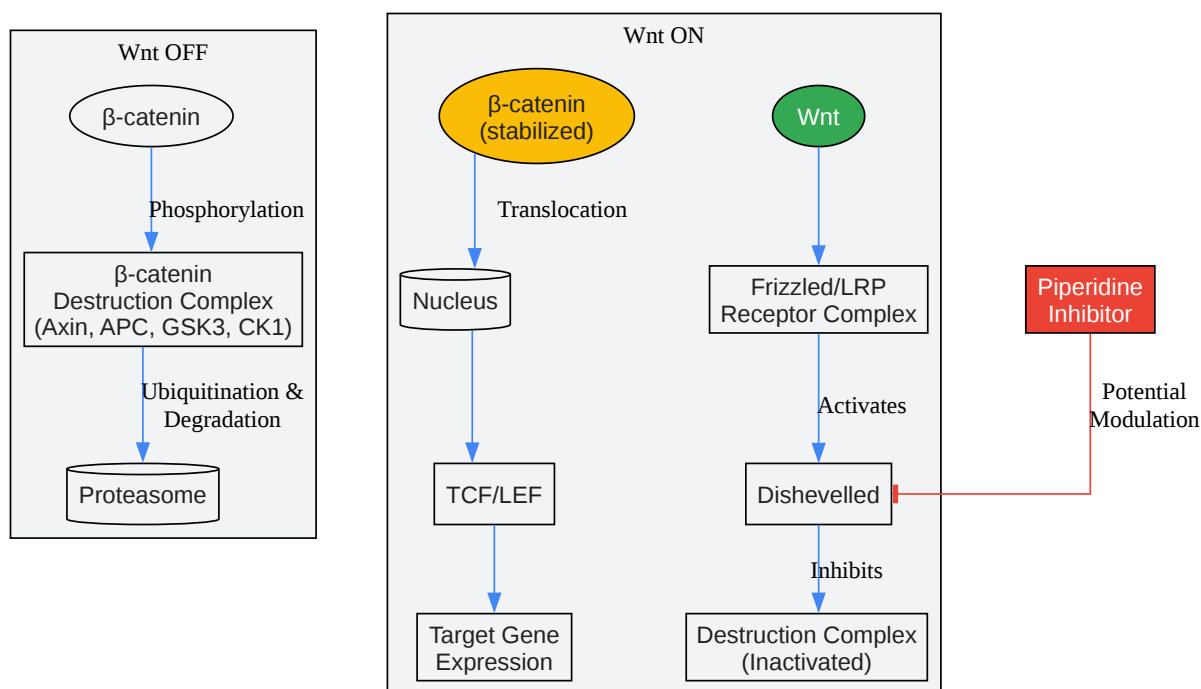 Wnt OFF
β-catenin
Phosphorylation
β-catenin
Destruction Complex
(Axin, APC, GSK3, CK1)
Ubiquitination &
Degradation
Proteasome
Wnt ON
β-catenin
(stabilized)
Translocation
Nucleus
TCF/LEF
Target Gene
Expression
Wnt
Frizzled/LRP
Receptor Complex
Activates
Dishevelled
Inhibits
Destruction Complex
(Inactivated)
Piperidine
Inhibitor
Potential
Modulation